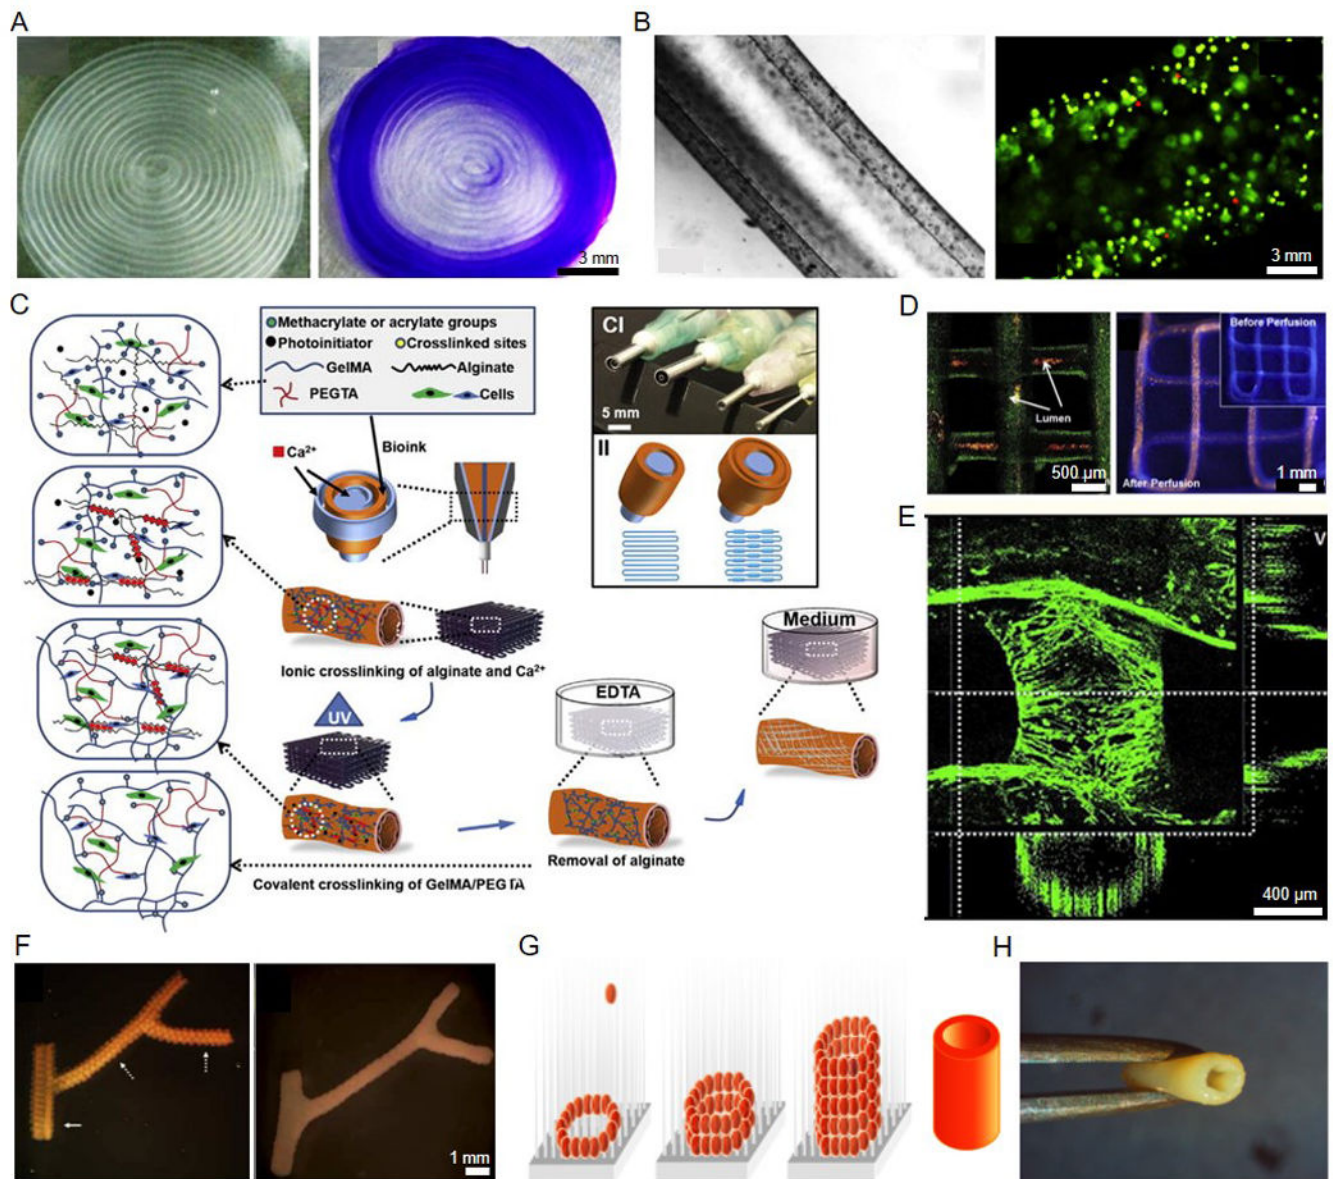 A
B
3 mm
3 mm
C
Methacrylate or acrylate groups
Photoinitiator
Crosslinked sites
GelMA
Alginate
PEGTA
Cells
Ca²⁺
Bioink
CI
5 mm
II
D
Lumen
500 µm
Before Perfusion
After Perfusion
1 mm
E
V
400 µm
Ionic crosslinking of alginate and Ca²⁺
UV
EDTA
Medium
Removal of alginate
Covalent crosslinking of GelMA/PEGTA
F
1 mm
G
H